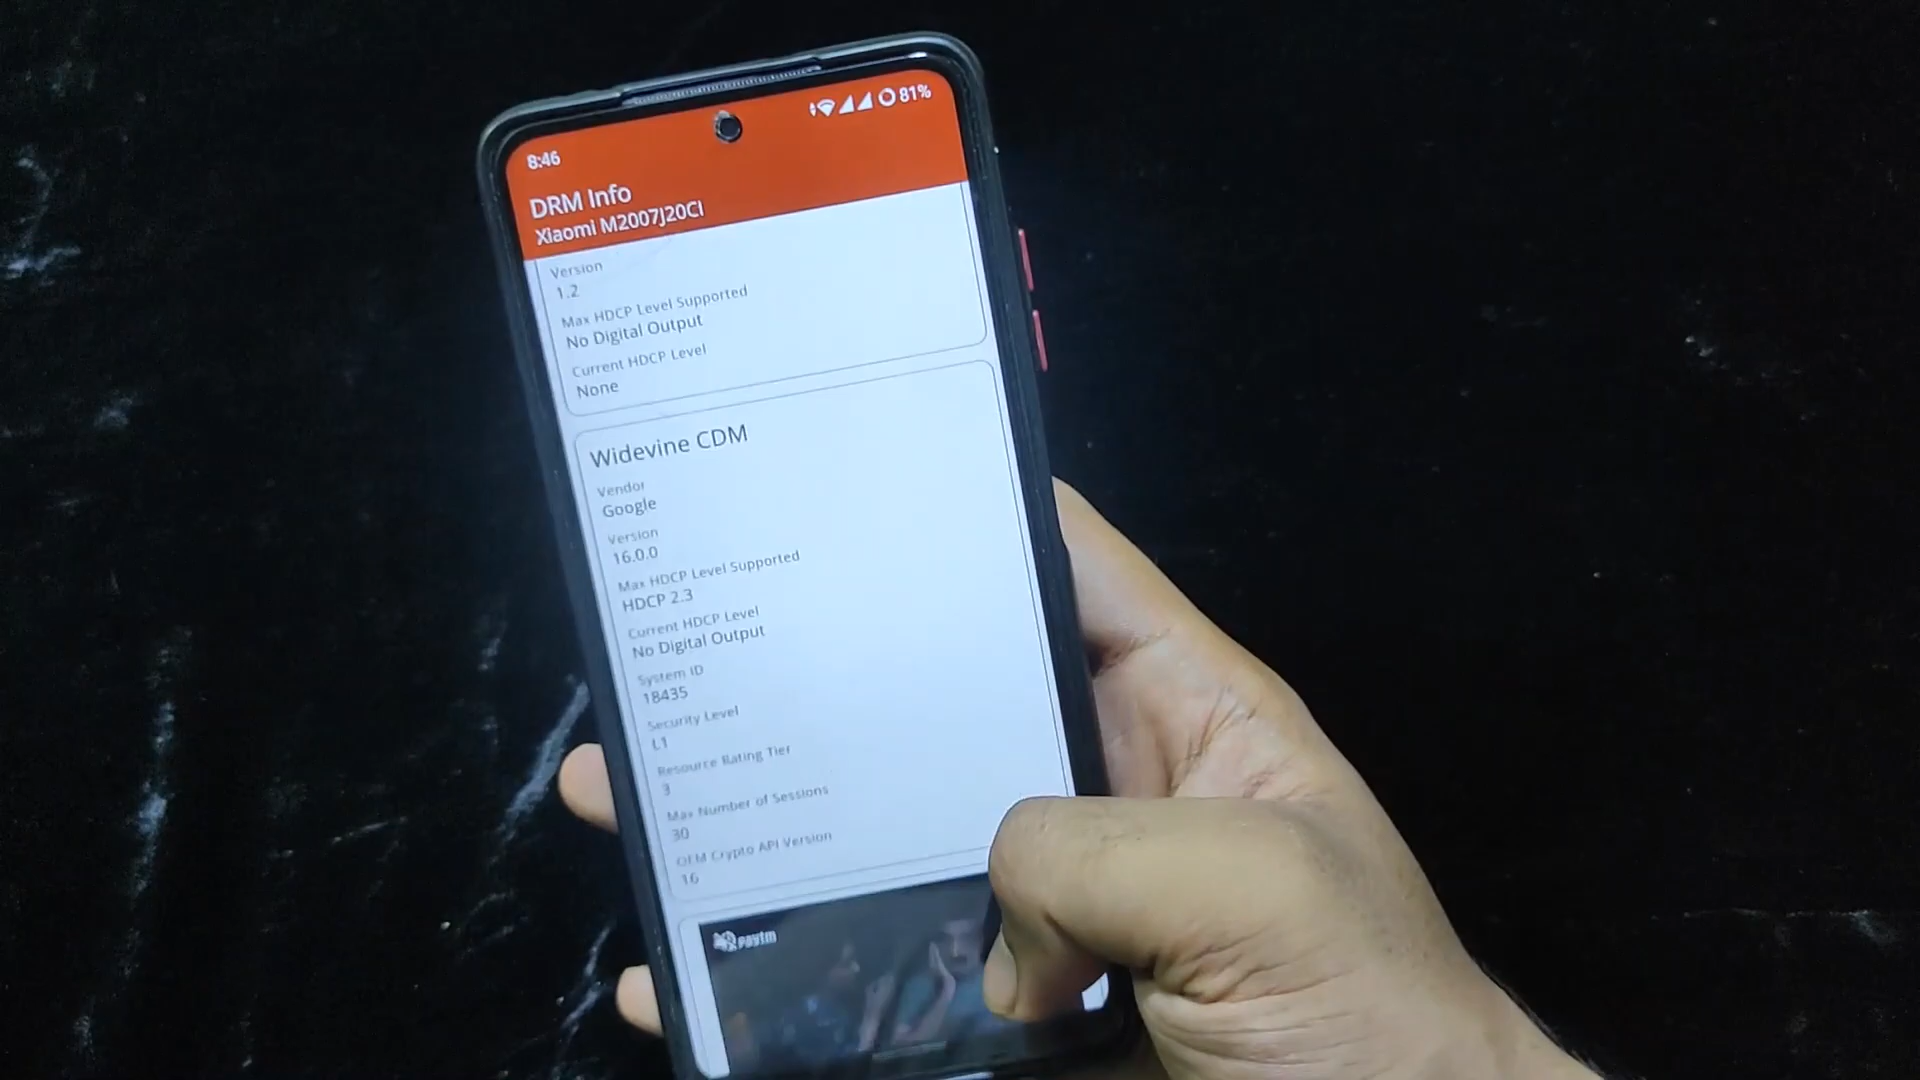 81%
8:46
DRM Info
Xiaomi M2007J20CI
Version
1.2
Max HDCP Level Supported
No Digital Output
Current HDCP Level
None
Widevine CDM
Vendor
Google
Version
16.0.0
Max HDCP Level Supported
HDCP 2.3
Current HDCP Level
No Digital Output
System ID
18435
Security Level
L1
Resource Rating Tier
3
Max Number of Sessions
30
OEM Crypto API Version
16
paytm